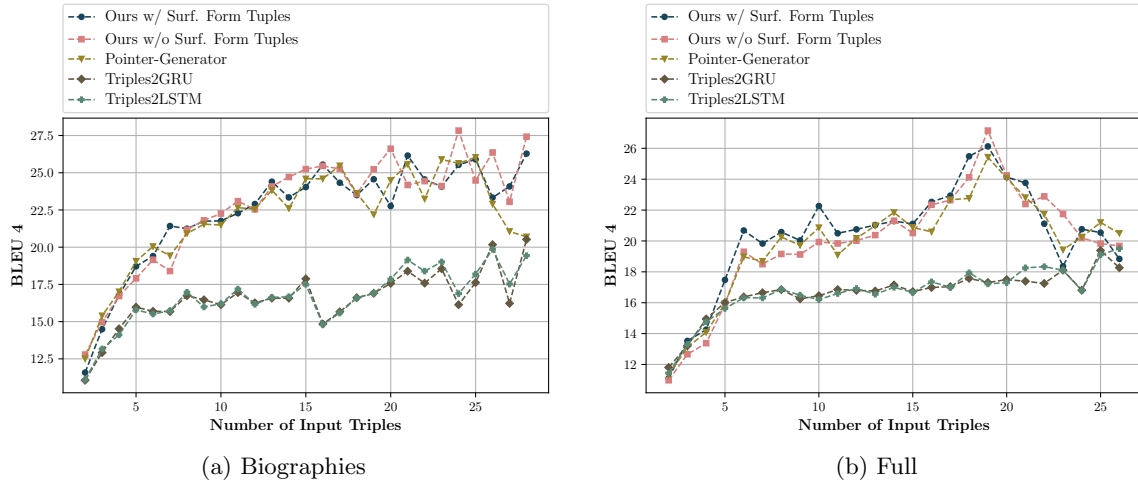 Ours w/ Surf. Form Tuples
Ours w/o Surf. Form Tuples
Pointer-Generator
Triples2GRU
Triples2LSTM
27.5
25.0
22.5
20.0
17.5
15.0
12.5
BLEU 4
5 10 15 20 25
Number of Input Triples
(a) Biographies
Ours w/ Surf. Form Tuples
Ours w/o Surf. Form Tuples
Pointer-Generator
Triples2GRU
Triples2LSTM
26
24
22
20
18
16
14
12
BLEU 4
5 10 15 20 25
Number of Input Triples
(b) Full